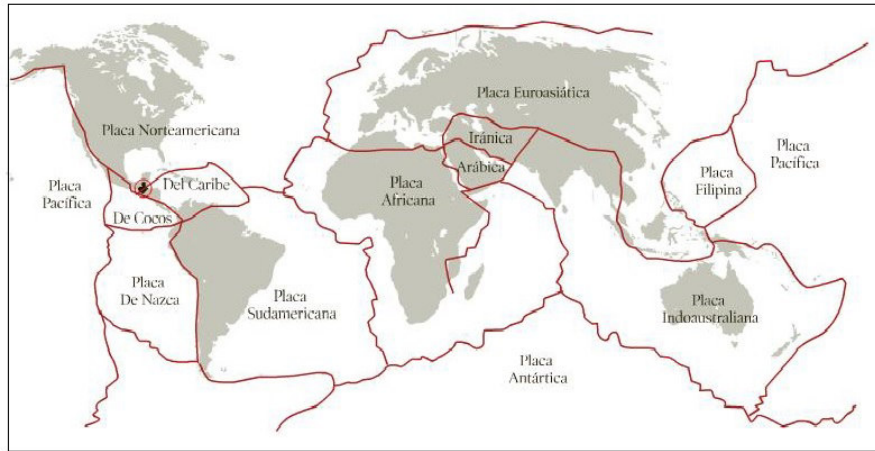 Placa Euroasiática
Placa Norteamericana
Iránica
Placa
Pacífica
Arábica
Placa
Filipina
Del Caribe
Placa
Pacífica
Placa
Africana
De Cocos
Placa
De Nazca
Placa
Sudamericana
Placa
Indoaustraliana
Placa
Antártica